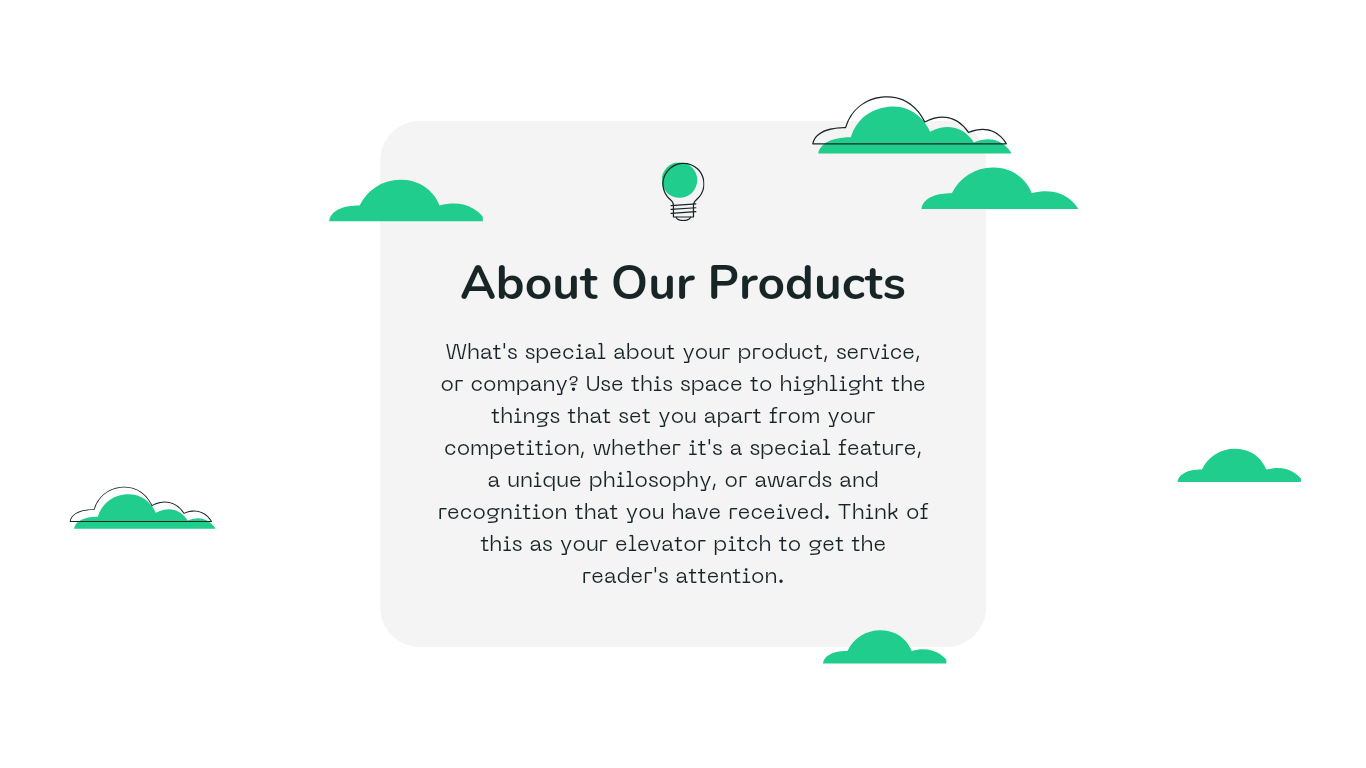 About Our Products
What's special about your product, service,
or company? Use this space to highlight the
things that set you apart from your
competition, whether it's a special feature,
a unique philosophy, or awards and
recognition that you have received. Think of
this as your elevator pitch to get the
reader's attention.